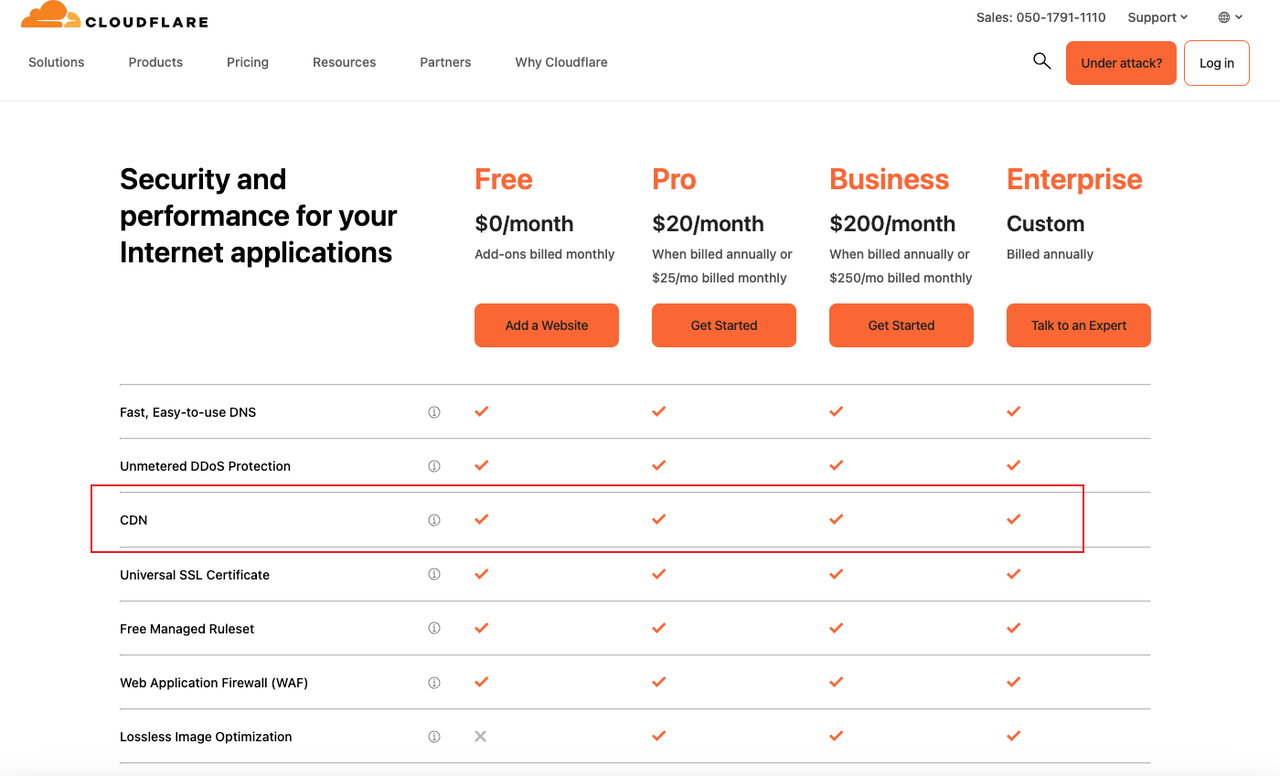 CLOUDFLARE
Sales: 050-1791-1110 Support
Solutions Products Pricing Resources Partners Why Cloudflare
Under attack? Log in
Security and
performance for your
Internet applications
Free
$0/month
Add-ons billed monthly
Add a Website
Pro
$20/month
When billed annually or
$25/mo billed monthly
Get Started
Business
$200/month
When billed annually or
$250/mo billed monthly
Get Started
Enterprise
Custom
Billed annually
Talk to an Expert
Fast, Easy-to-use DNS
Unmetered DDoS Protection
CDN
Universal SSL Certificate
Free Managed Ruleset
Web Application Firewall (WAF)
Lossless Image Optimization